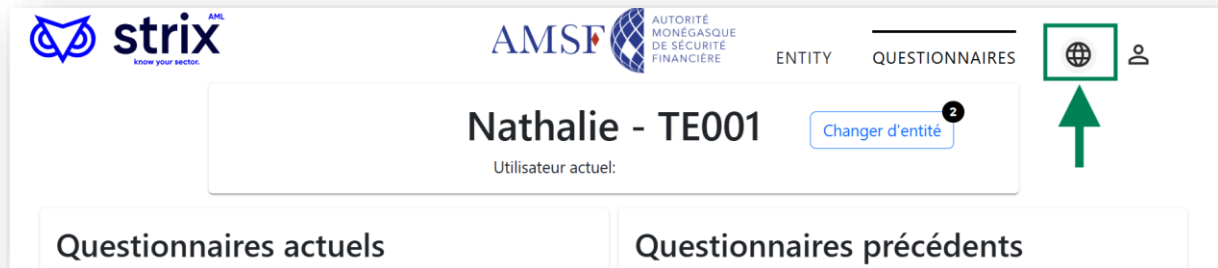 strix AML
know your sector.
AMSF
AUTORITÉ
MONÉGASQUE
DE SÉCURITÉ
FINANCIÈRE
ENTITY
QUESTIONNAIRES
Nathalie - TE001
Changer d'entité
2
Utilisateur actuel:
Questionnaires actuels
Questionnaires précédents